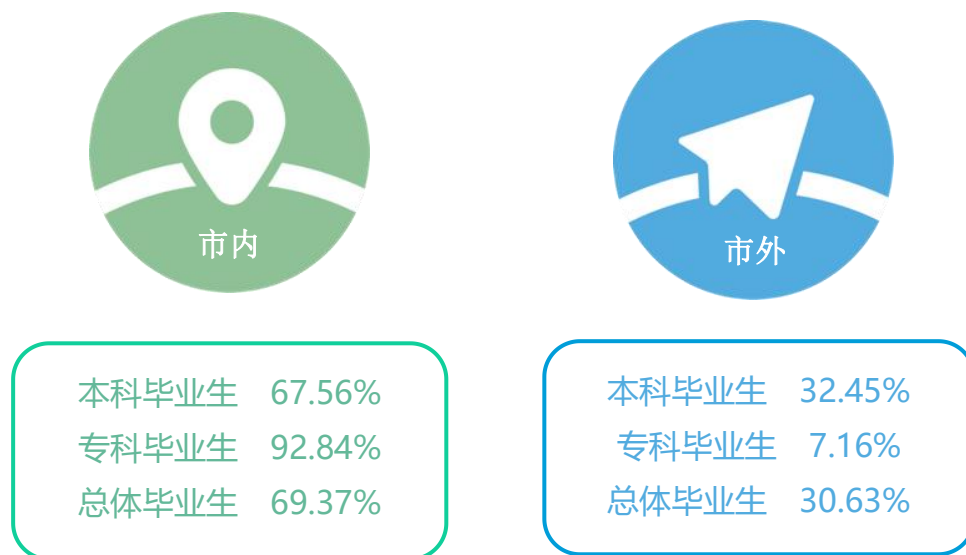 市内
本科毕业生 67.56%
专科毕业生 92.84%
总体毕业生 69.37%
市外
本科毕业生 32.45%
专科毕业生 7.16%
总体毕业生 30.63%